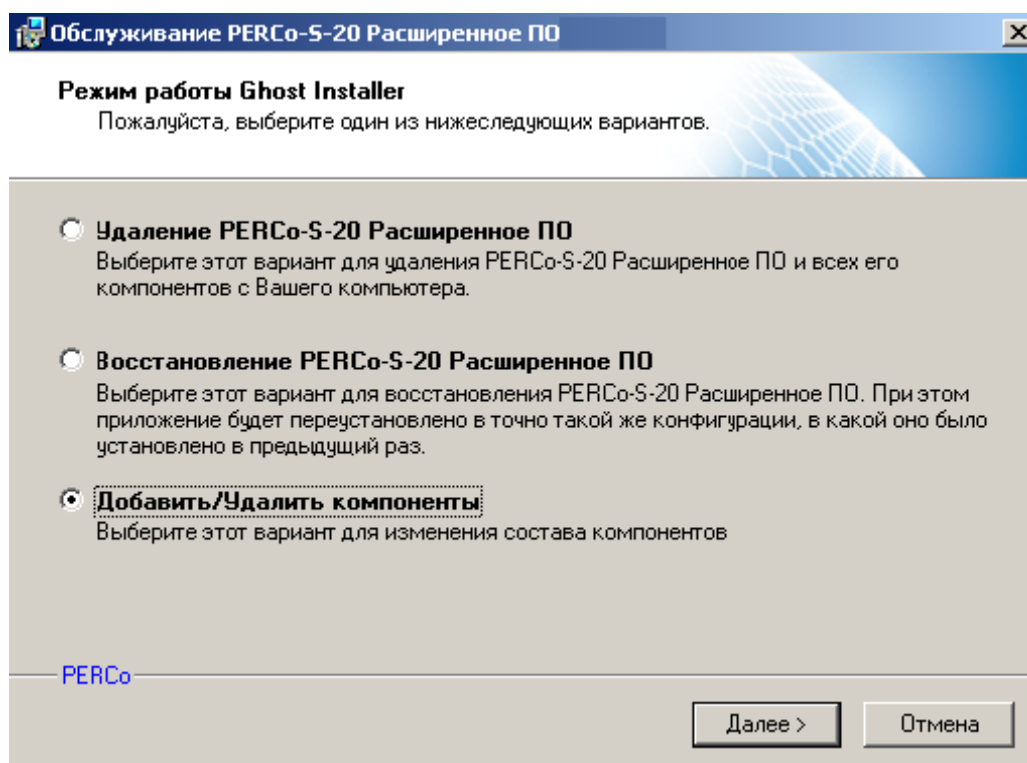 Обслуживание PERCo-S-20 Расширенное ПО
Режим работы Ghost Installer
Пожалуйста, выберите один из нижеследующих вариантов.
Удаление PERCo-S-20 Расширенное ПО
Выберите этот вариант для удаления PERCo-S-20 Расширенное ПО и всех его
компонентов с Вашего компьютера.
Восстановление PERCo-S-20 Расширенное ПО
Выберите этот вариант для восстановления PERCo-S-20 Расширенное ПО. При этом
приложение будет переустановлено в точно такой же конфигурации, в какой оно было
установлено в предыдущий раз.
Добавить/Удалить компоненты
Выберите этот вариант для изменения состава компонентов
PERCo
Далее >
Отмена